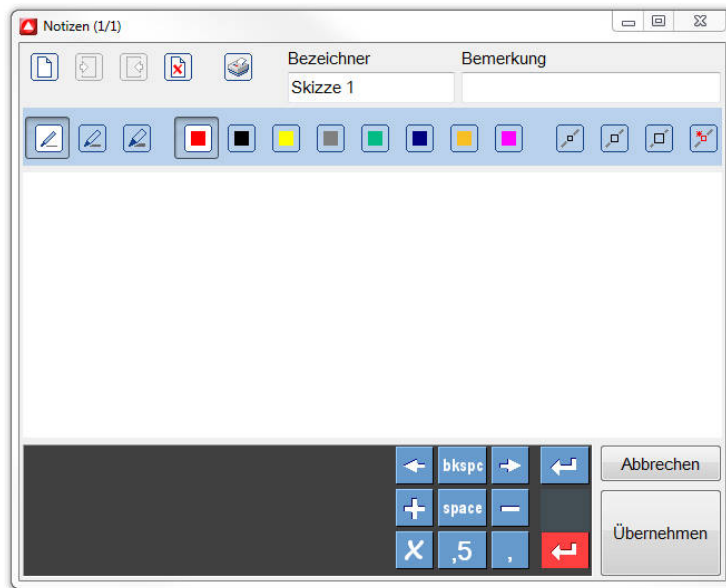 Notizen (1/1)
Bezeichner Bemerkung
Skizze 1
bkspc Abbrechen
+ space −
Übernehmen
X ,5 ,